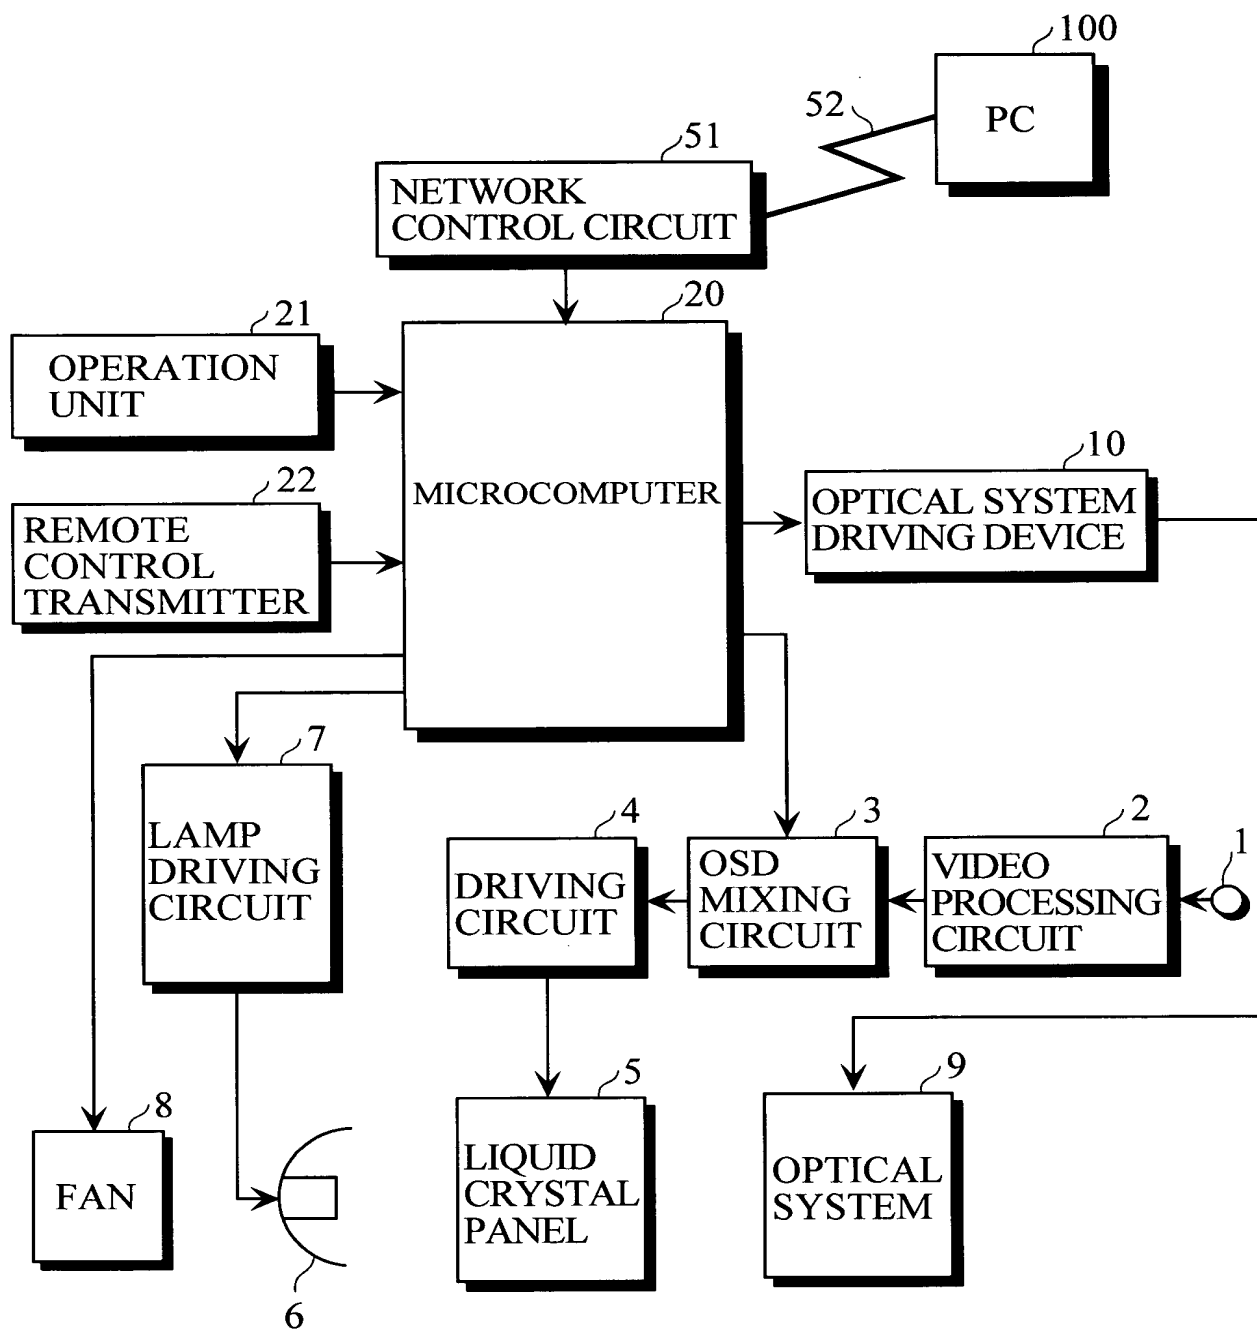 100
PC
52
51
NETWORK
CONTROL CIRCUIT
20
MICROCOMPUTER
21
OPERATION
UNIT
22
REMOTE
CONTROL
TRANSMITTER
10
OPTICAL SYSTEM
DRIVING DEVICE
7
LAMP
DRIVING
CIRCUIT
4
DRIVING
CIRCUIT
3
OSD
MIXING
CIRCUIT
2
VIDEO
PROCESSING
CIRCUIT
1
8
FAN
6
5
LIQUID
CRYSTAL
PANEL
9
OPTICAL
SYSTEM